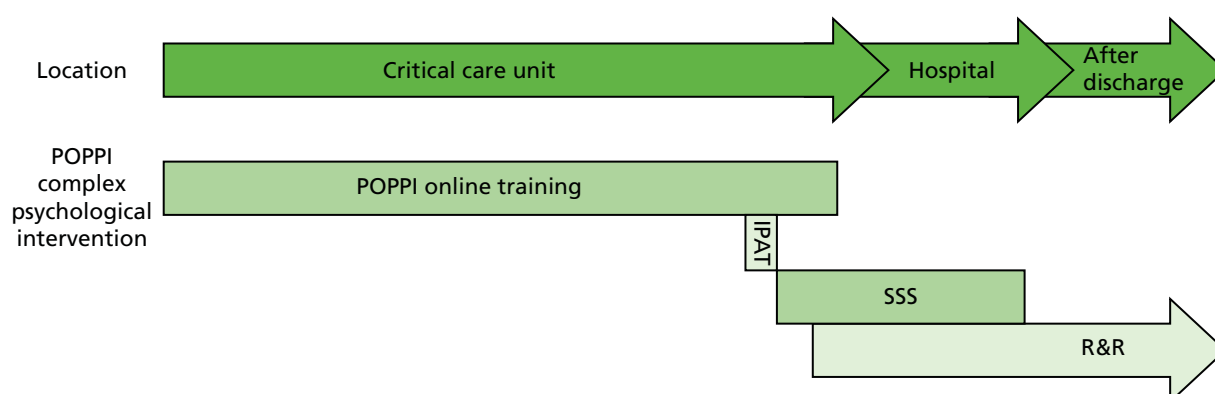 Location
Critical care unit
Hospital
After
discharge
POPPI
complex
psychological
intervention
POPPI online training
IPAT
SSS
R&R